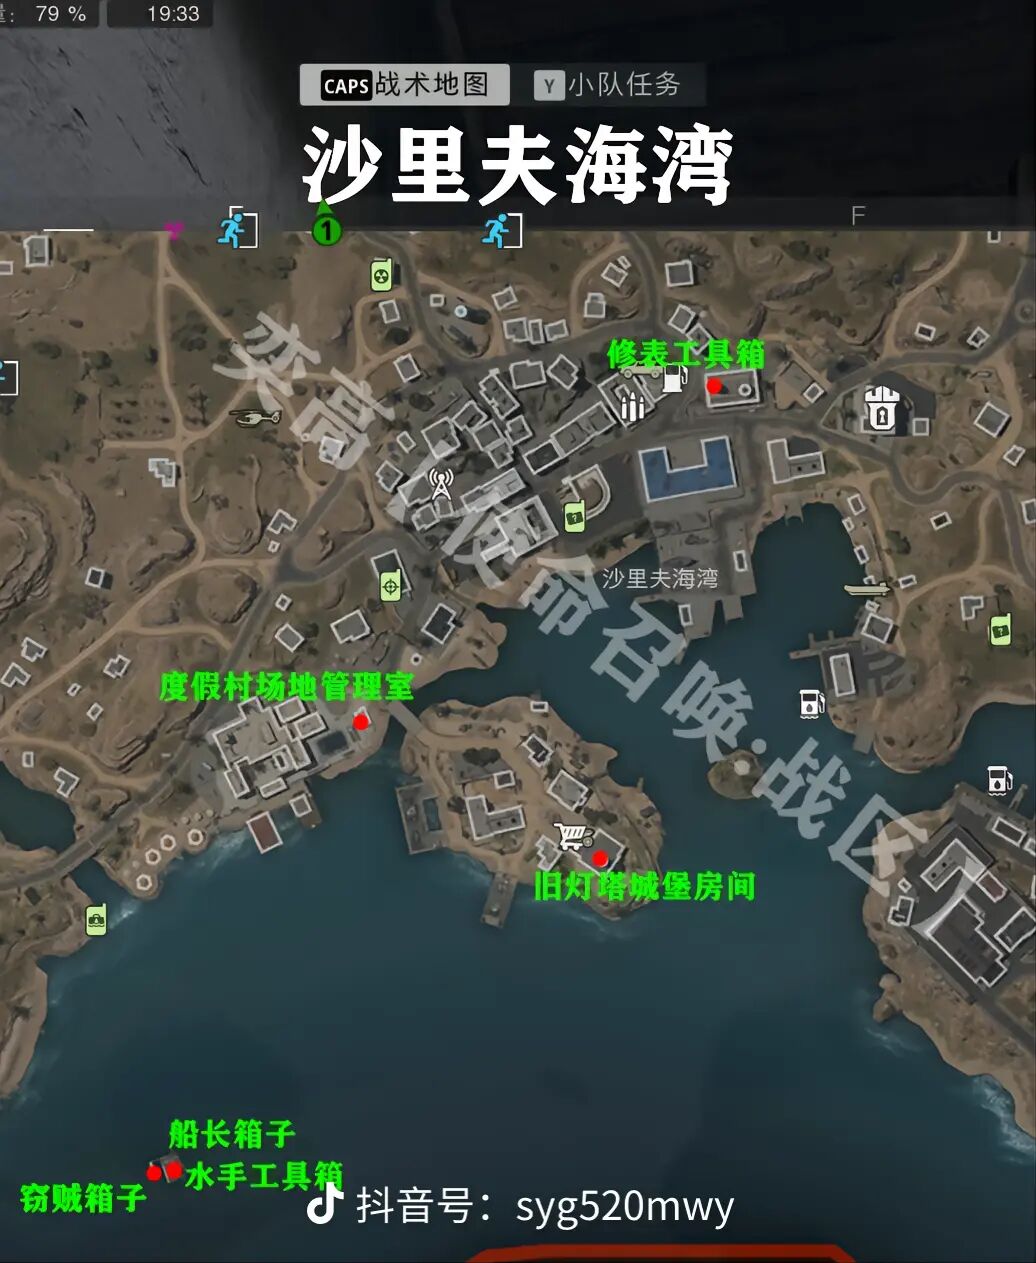 量: 79 % 19:33
CAPS 战术地图 Y 小队任务
沙里夫海湾
F
1
修表工具箱
沙里夫海湾
度假村场地管理室
旧灯塔城堡房间
船长箱子
水手工具箱
窃贼箱子
抖音号：syg520mwy
奕高（使命召唤：战区）